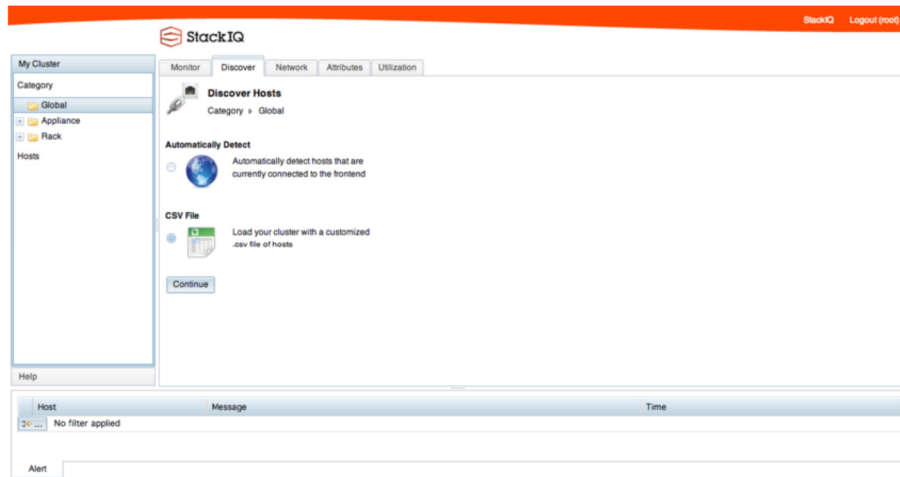 StackIQ Logout (root)
StackIQ
My Cluster
Category
Global
Appliance
Rack
Hosts
Help
Monitor Discover Network Attributes Utilization
Discover Hosts
Category Global
Automatically Detect
Automatically detect hosts that are
currently connected to the frontend
CSV File
Load your cluster with a customized
.csv file of hosts
Continue
Host Message Time
... No filter applied
Alert